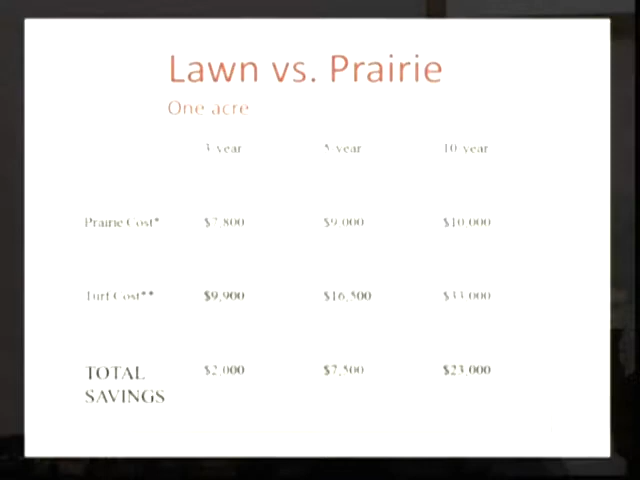 Lawn vs. Prairie
One acre
3 year 5 year 10 year
Prairie Cost* $7,800 $9,000 $10,000
Turf Cost** $9,900 $16,500 $33,000
TOTAL $2,000 $7,500 $23,000
SAVINGS